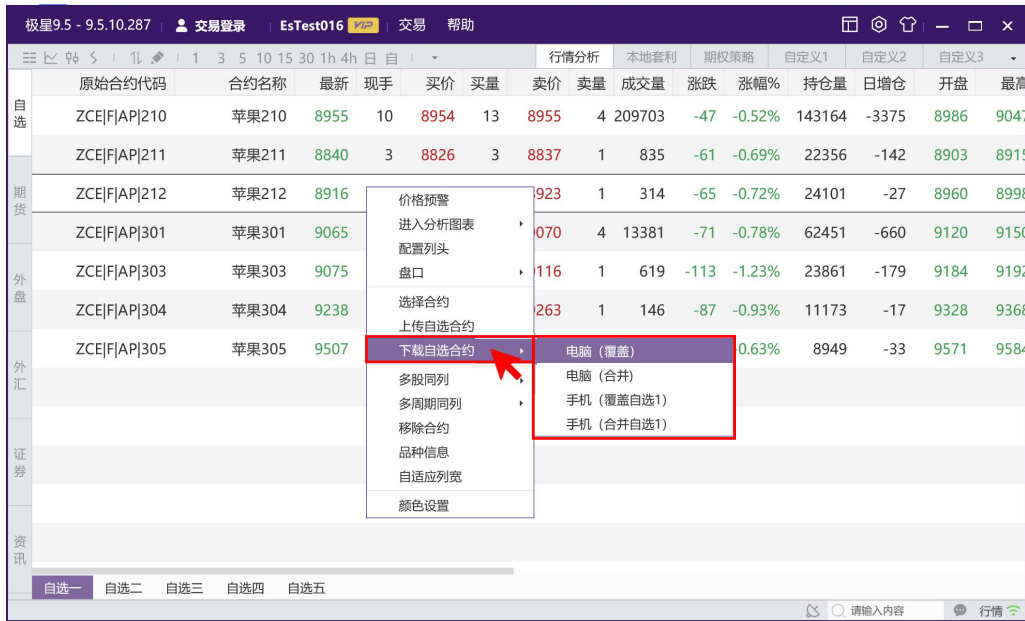 极星9.5 - 9.5.10.287 交易登录 EsTest016 VIP 交易 帮助
1 3 5 10 15 30 1h 4h 日 自 行情分析 本地套利 期权策略 自定义1 自定义2 自定义3
原始合约代码 合约名称 最新 现手 买价 买量 卖价 卖量 成交量 涨跌 涨幅% 持仓量 日增仓 开盘 最高
自选
期货
外盘
外汇
证券
资讯
ZCE|F|AP|210 苹果210 8955 10 8954 13 8955 4 209703 -47 -0.52% 143164 -3375 8986 9047
ZCE|F|AP|211 苹果211 8840 3 8826 3 8837 1 835 -61 -0.69% 22356 -142 8903 8915
ZCE|F|AP|212 苹果212 8916 923 1 314 -65 -0.72% 24101 -27 8960 8998
ZCE|F|AP|301 苹果301 9065 070 4 13381 -71 -0.78% 62451 -660 9120 9150
ZCE|F|AP|303 苹果303 9075 116 1 619 -113 -1.23% 23861 -179 9184 9192
ZCE|F|AP|304 苹果304 9238 263 1 146 -87 -0.93% 11173 -17 9328 9368
ZCE|F|AP|305 苹果305 9507 0.63% 8949 -33 9571 9584
价格预警
进入分析图表
配置列头
盘口
选择合约
上传自选合约
下载自选合约
多股同列
多周期同列
移除合约
品种信息
自适应列宽
颜色设置
电脑（覆盖）
电脑（合并）
手机（覆盖自选1）
手机（合并自选1）
自选一 自选二 自选三 自选四 自选五
请输入内容 行情